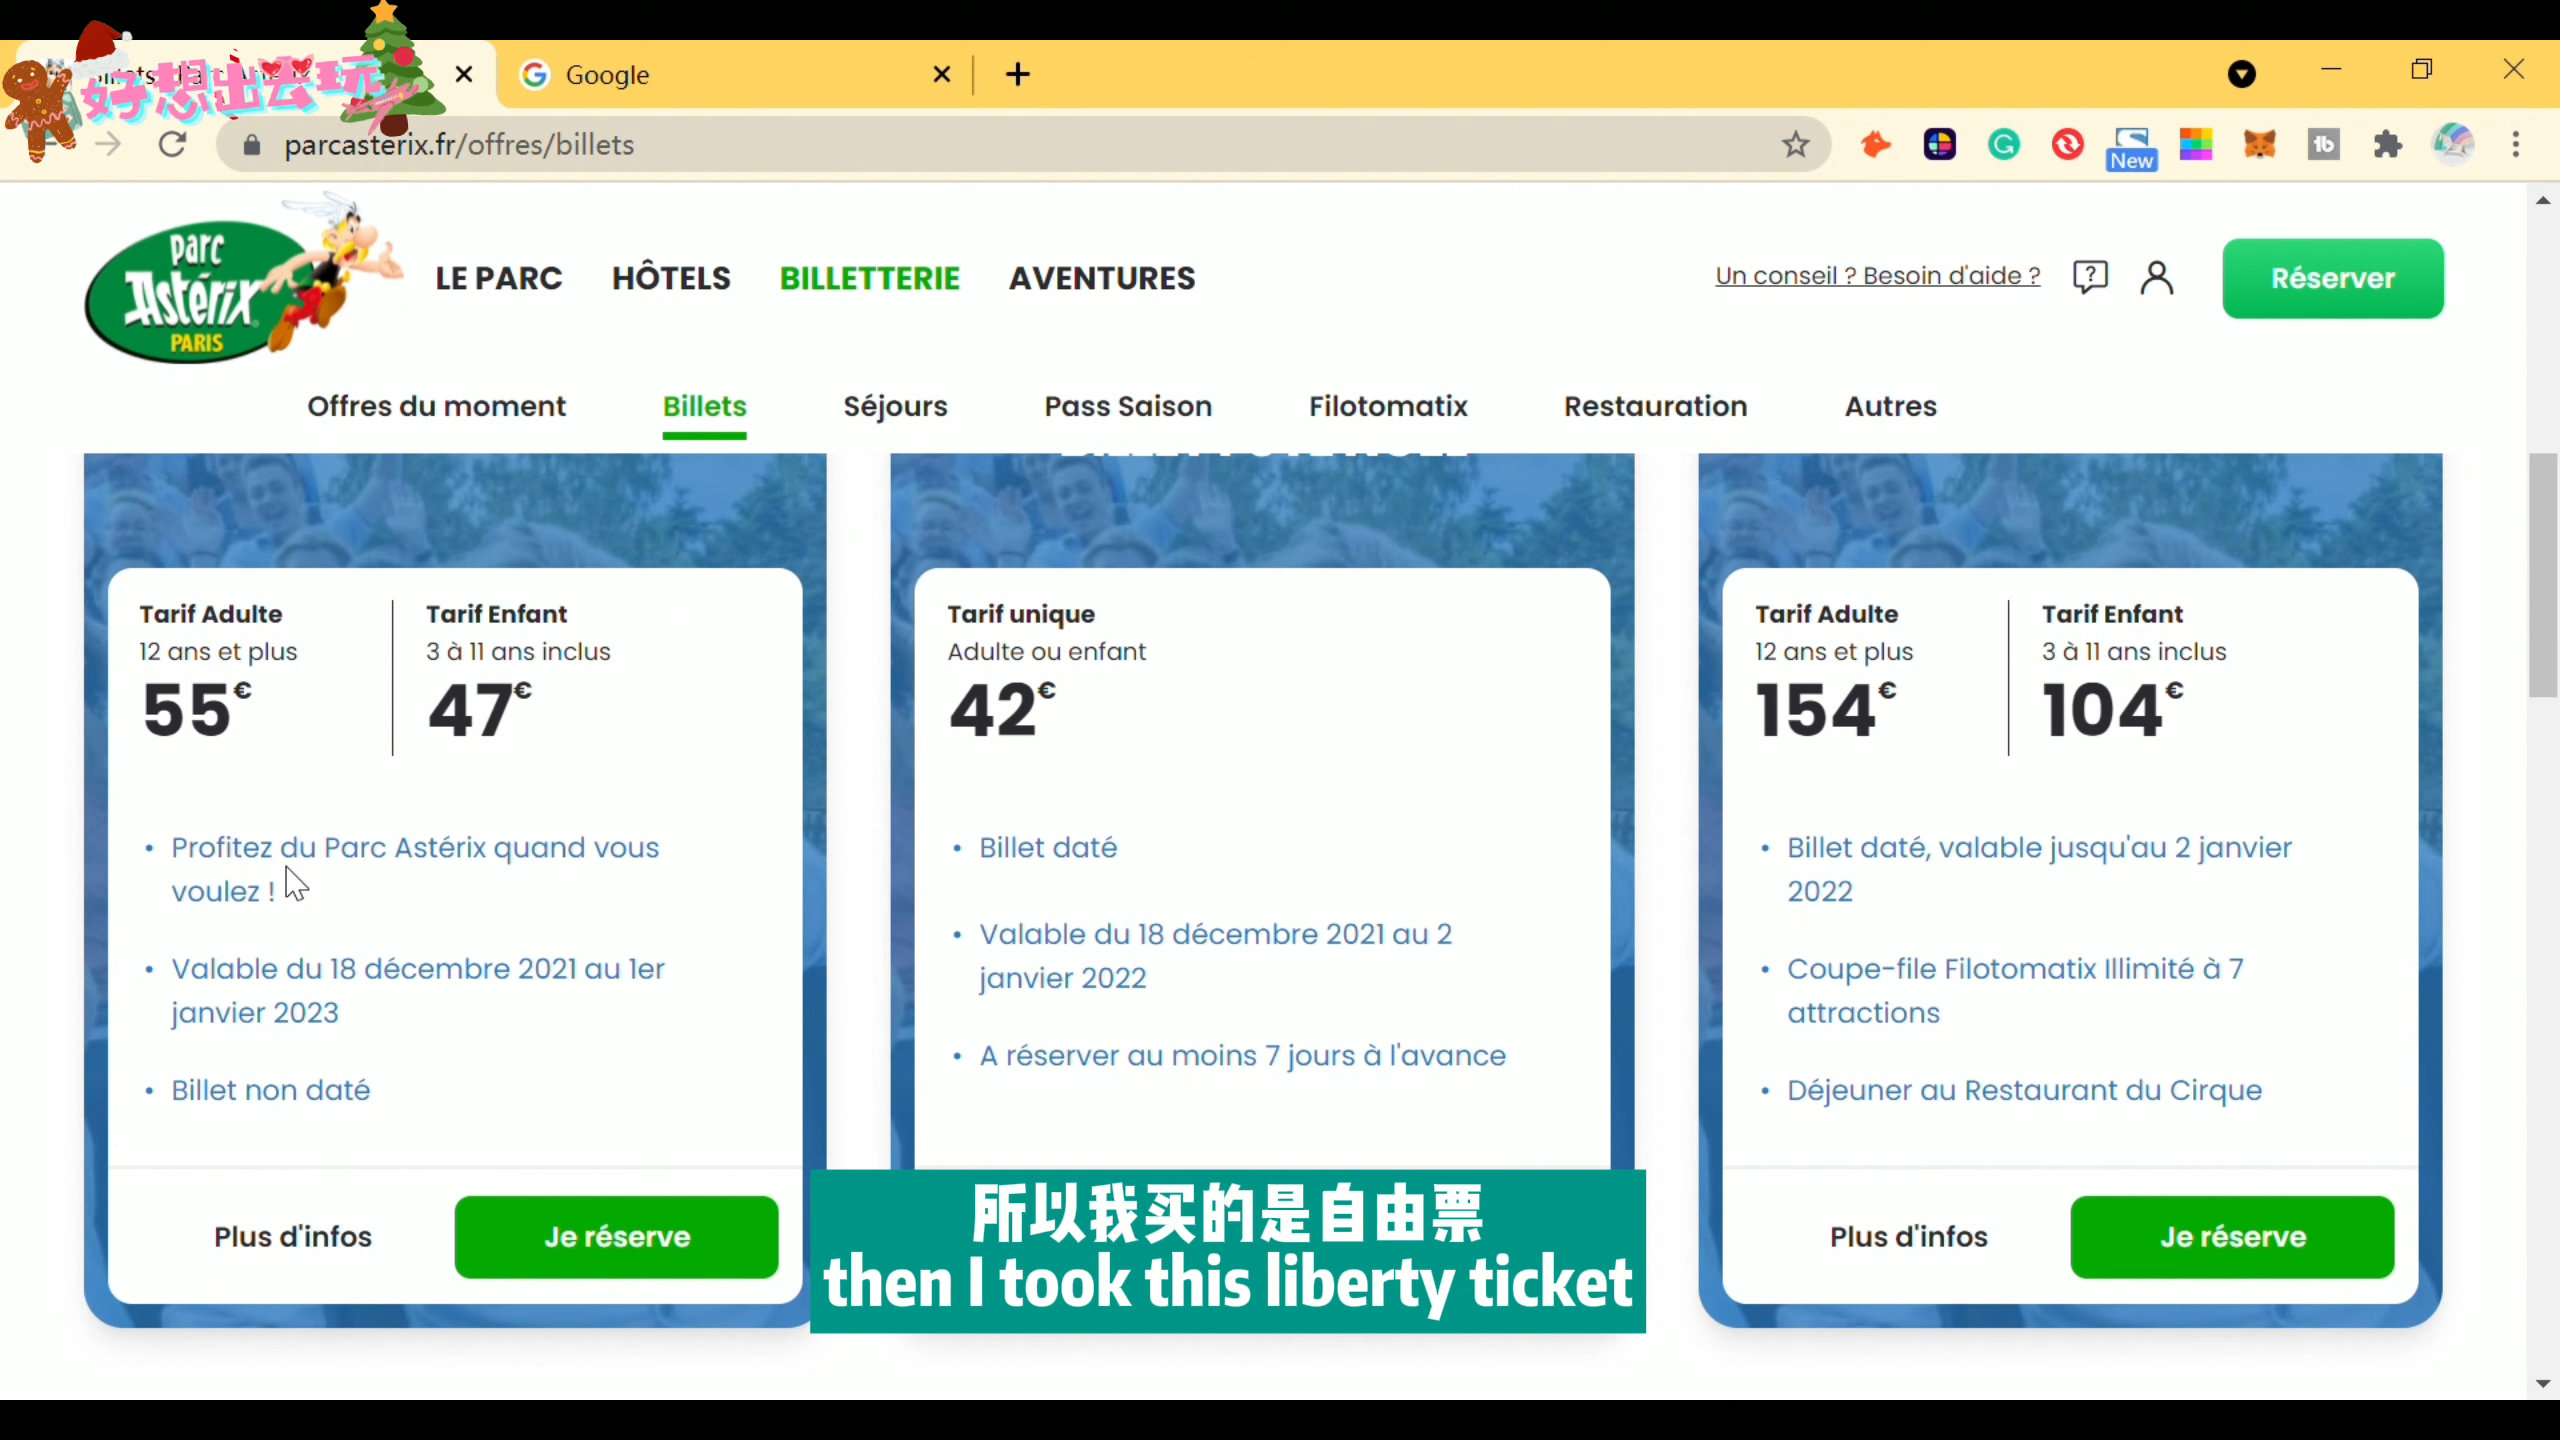 好想出去玩
Google
parcasterix.fr/offres/billets
New
Parc
Astérix
PARIS
LE PARC
HÔTELS
BILLETTERIE
AVENTURES
Un conseil ? Besoin d'aide ?
Réserver
Offres du moment
Billets
Séjours
Pass Saison
Filotomatix
Restauration
Autres
Tarif Adulte
12 ans et plus
55€
Tarif Enfant
3 à 11 ans inclus
47€
• Profitez du Parc Astérix quand vous
voulez !
• Valable du 18 décembre 2021 au 1er
janvier 2023
• Billet non daté
Plus d'infos
Je réserve
Tarif unique
Adulte ou enfant
42€
• Billet daté
• Valable du 18 décembre 2021 au 2
janvier 2022
• A réserver au moins 7 jours à l'avance
Tarif Adulte
12 ans et plus
154€
Tarif Enfant
3 à 11 ans inclus
104€
• Billet daté, valable jusqu'au 2 janvier
2022
• Coupe-file Filotomatix Illimité à 7
attractions
• Déjeuner au Restaurant du Cirque
Plus d'infos
Je réserve
所以我买的是自由票
then I took this liberty ticket